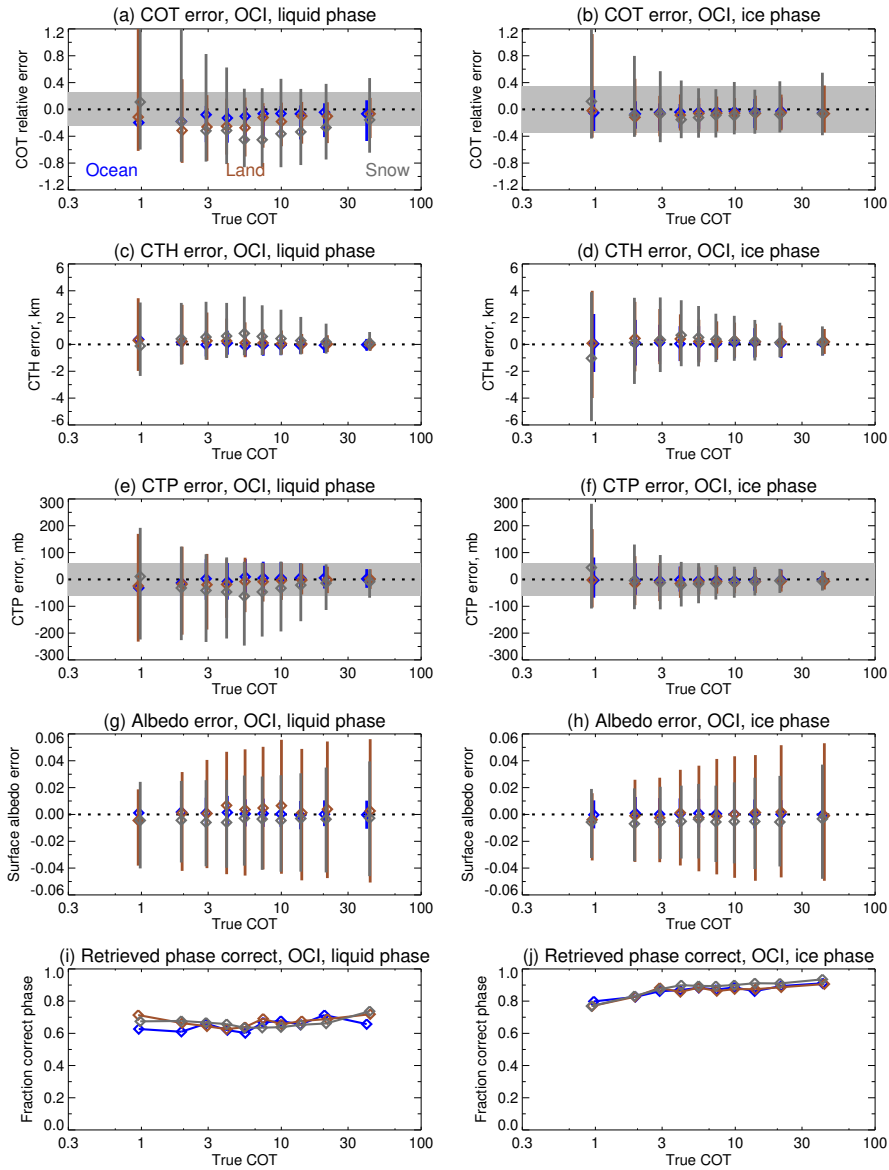 (a) COT error, OCI, liquid phase
COT relative error
1.2
0.8
0.4
0.0
-0.4
-0.8
-1.2
Ocean Land Snow
0.3 1 3 10 30 100
True COT
(b) COT error, OCI, ice phase
COT relative error
1.2
0.8
0.4
0.0
-0.4
-0.8
-1.2
0.3 1 3 10 30 100
True COT
(c) CTH error, OCI, liquid phase
CTH error, km
6
4
2
0
-2
-4
-6
0.3 1 3 10 30 100
True COT
(d) CTH error, OCI, ice phase
CTH error, km
6
4
2
0
-2
-4
-6
0.3 1 3 10 30 100
True COT
(e) CTP error, OCI, liquid phase
CTP error, mb
300
200
100
0
-100
-200
-300
0.3 1 3 10 30 100
True COT
(f) CTP error, OCI, ice phase
CTP error, mb
300
200
100
0
-100
-200
-300
0.3 1 3 10 30 100
True COT
(g) Albedo error, OCI, liquid phase
Surface albedo error
0.06
0.04
0.02
0.00
-0.02
-0.04
-0.06
0.3 1 3 10 30 100
True COT
(h) Albedo error, OCI, ice phase
Surface albedo error
0.06
0.04
0.02
0.00
-0.02
-0.04
-0.06
0.3 1 3 10 30 100
True COT
(i) Retrieved phase correct, OCI, liquid phase
Fraction correct phase
1.0
0.8
0.6
0.4
0.2
0.0
0.3 1 3 10 30 100
True COT
(j) Retrieved phase correct, OCI, ice phase
Fraction correct phase
1.0
0.8
0.6
0.4
0.2
0.0
0.3 1 3 10 30 100
True COT